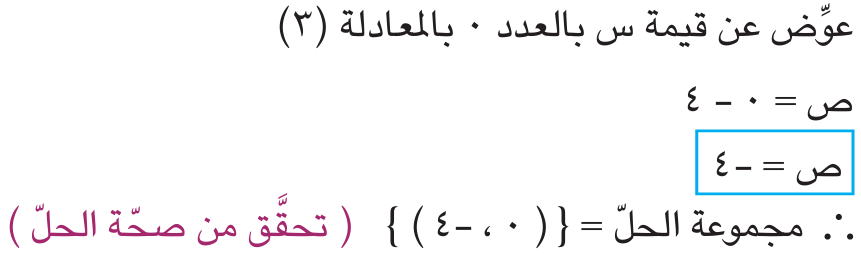 عوِّض عن قيمة س بالعدد ٠ بالمعادلة (٣)
ص = ٠ – ٤
ص = –٤
∴ مجموعة الحلّ = {( ٠ ، –٤ )} ( تحقَّق من صحّة الحلّ )